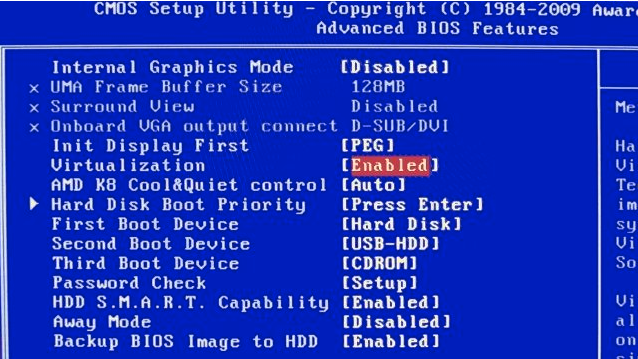 CMOS Setup Utility - Copyright (C) 1984-2009 Awar
Advanced BIOS Features
Internal Graphics Mode [Disabled]
x UMA Frame Buffer Size 128MB
x Surround View Disabled
x Onboard VGA output connect D-SUB/DVI
Init Display First [PEG]
Virtualization [Enabled]
AMD K8 Cool&Quiet control [Auto]
Hard Disk Boot Priority [Press Enter]
First Boot Device [Hard Disk]
Second Boot Device [USB-HDD]
Third Boot Device [CDROM]
Password Check [Setup]
HDD S.M.A.R.T. Capability [Enabled]
Away Mode [Disabled]
Backup BIOS Image to HDD [Enabled]
Me
Ha
Vi
Te
im
sy
Vi
So
Vi
al
on